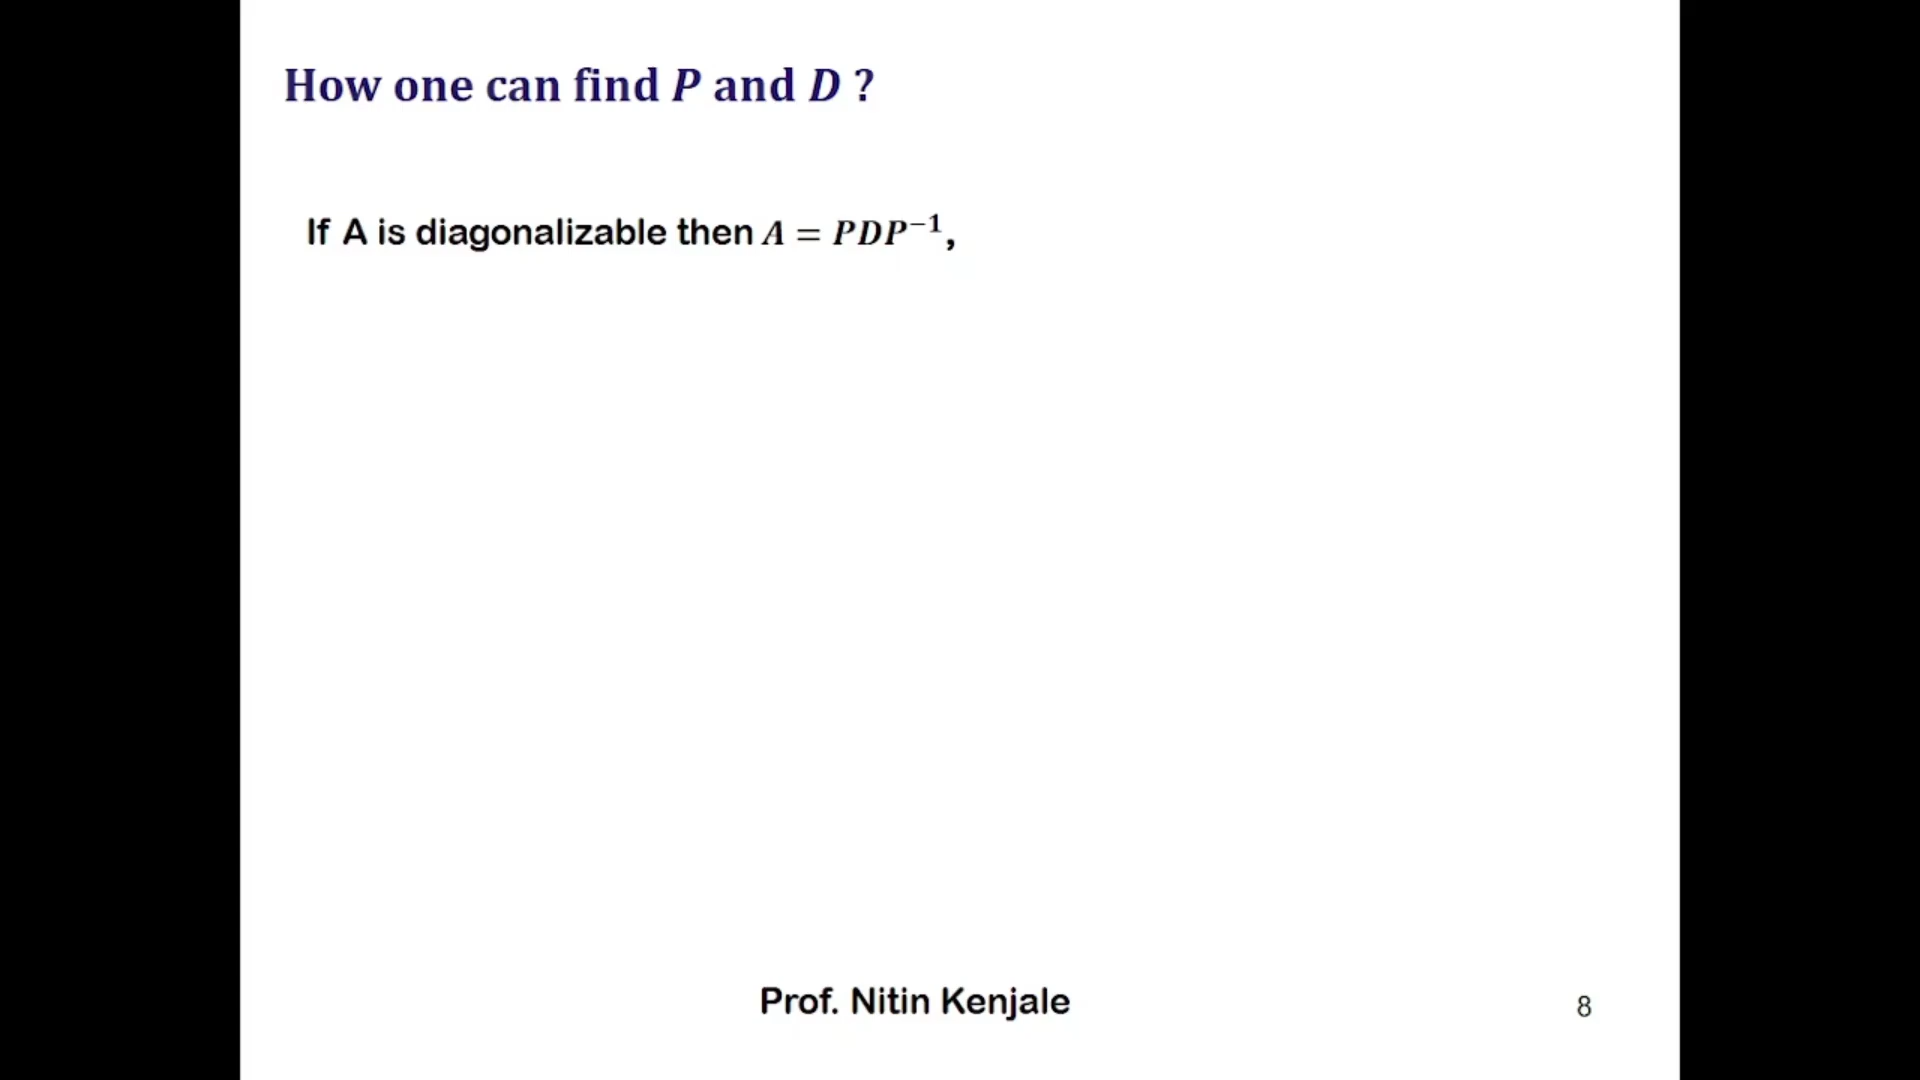 How one can find P and D ?
If A is diagonalizable then A = PDP⁻¹,
Prof. Nitin Kenjale
8